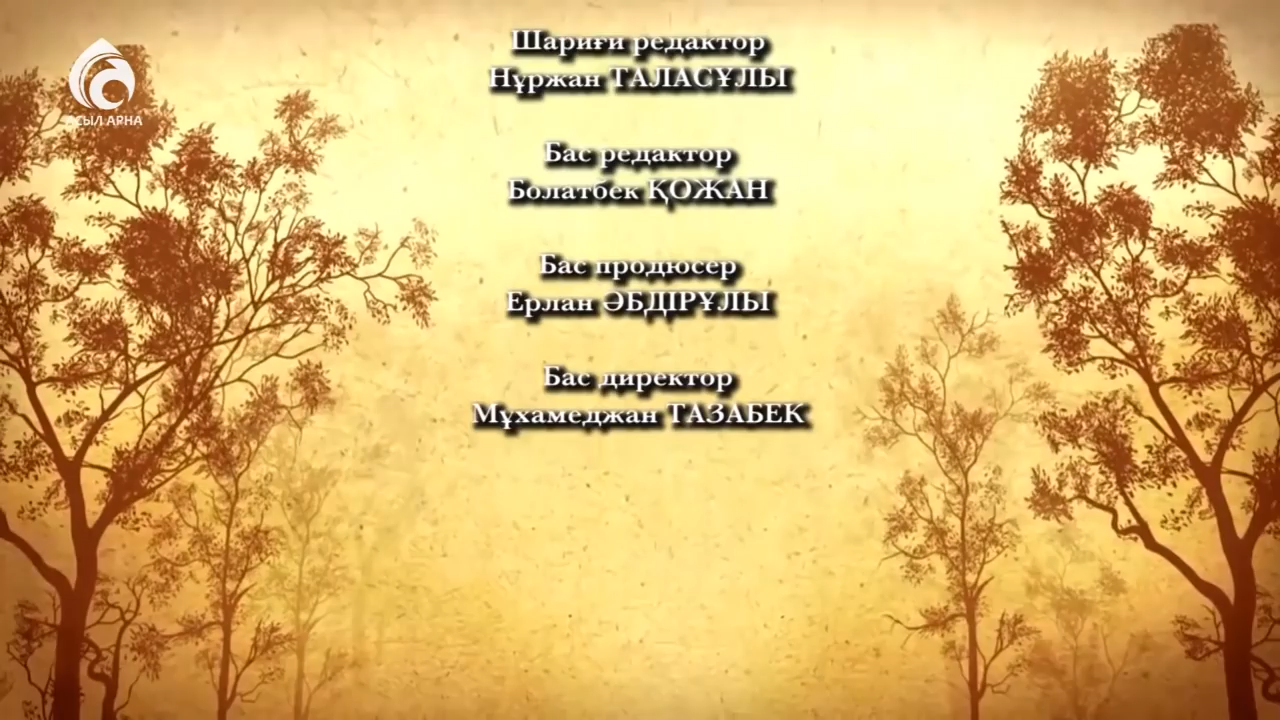 АСЫЛ АРНА
Шариғи редактор
Нұржан ТАЛАСҰЛЫ
Бас редактор
Болатбек ҚОЖАН
Бас продюсер
Ерлан ӘБДІРҰЛЫ
Бас директор
Мұхамеджан ТАЗАБЕК